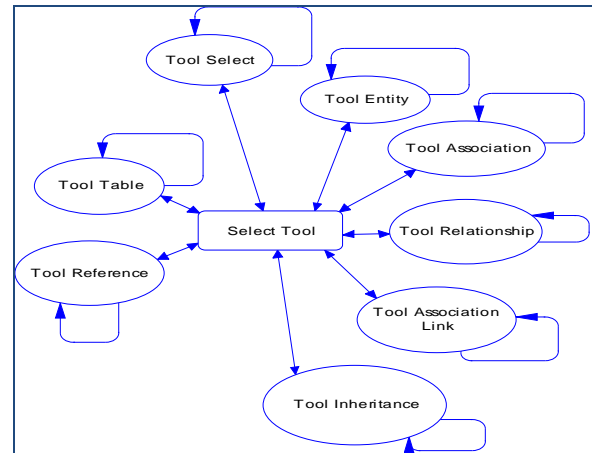 Tool Select
Tool Entity
Tool Association
Tool Table
Select Tool
Tool Relationship
Tool Reference
Tool Association
Link
Tool Inheritance